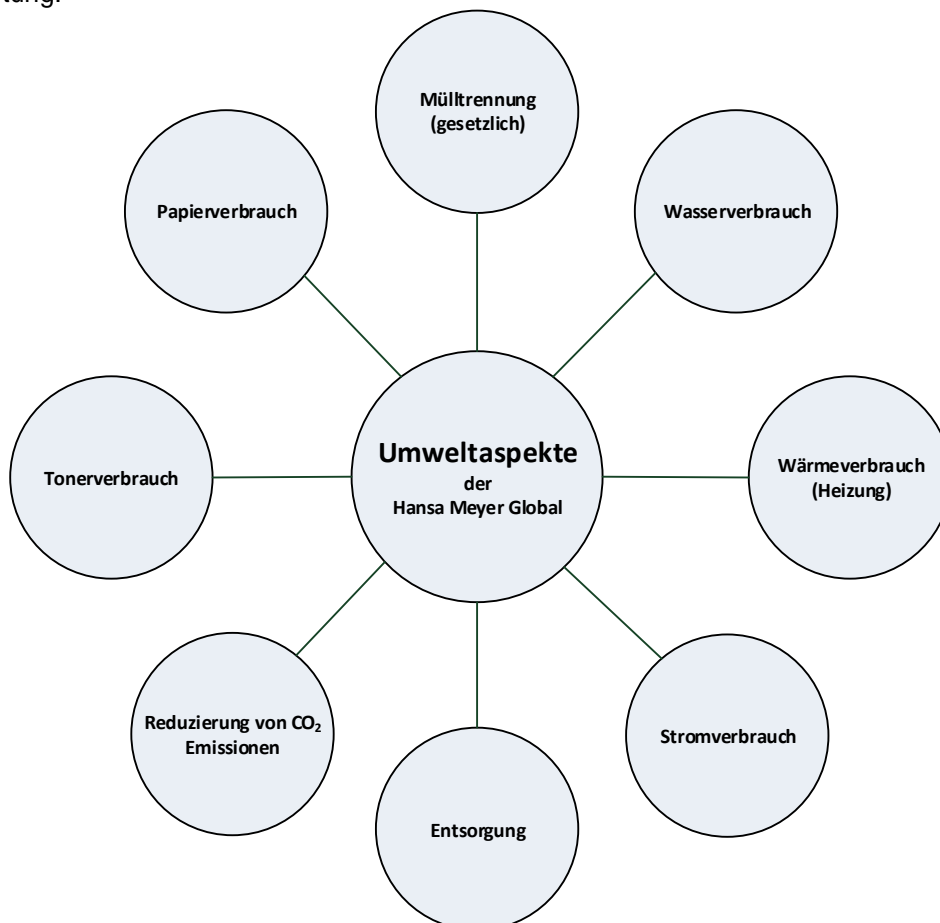 Mülltrennung
(gesetzlich)
Papierverbrauch
Wasserverbrauch
Umweltaspekte
der
Hansa Meyer Global
Tonerverbrauch
Wärmeverbrauch
(Heizung)
Reduzierung von CO₂
Emissionen
Stromverbrauch
Entsorgung